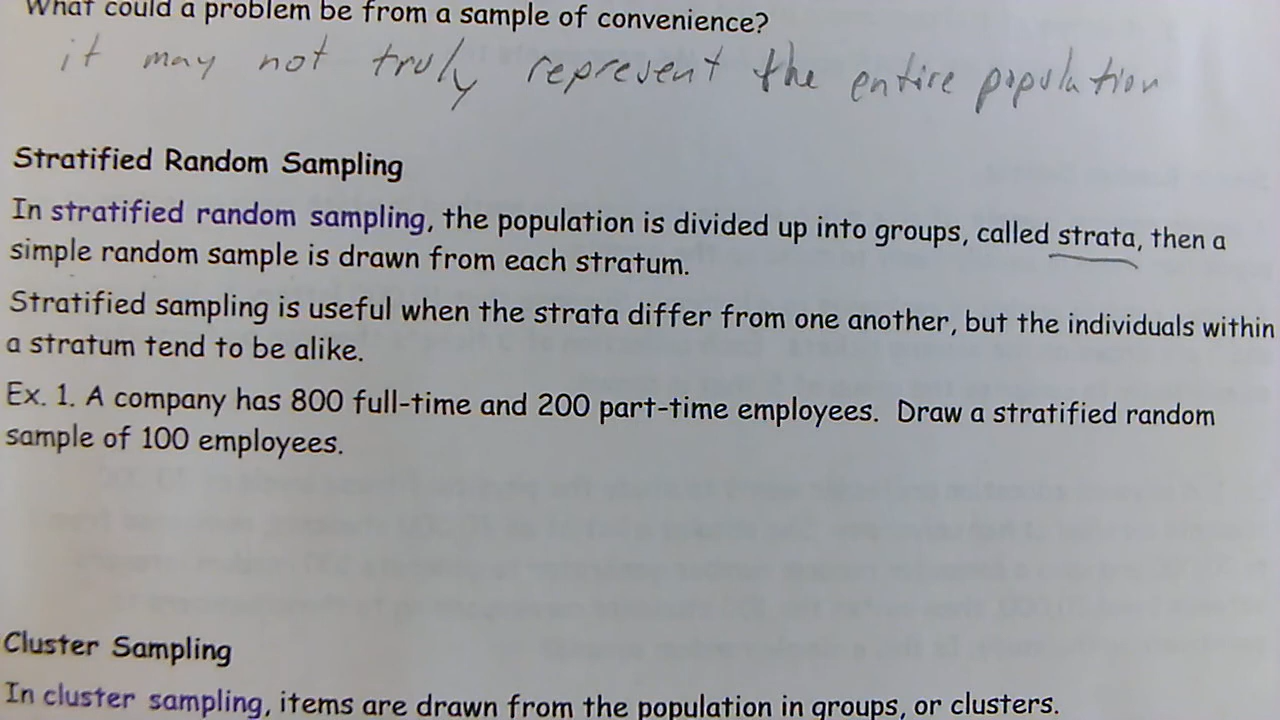 What could a problem be from a sample of convenience?
it may not truly represent the entire population
Stratified Random Sampling
In stratified random sampling, the population is divided up into groups, called strata, then a
simple random sample is drawn from each stratum.
Stratified sampling is useful when the strata differ from one another, but the individuals within
a stratum tend to be alike.
Ex. 1. A company has 800 full-time and 200 part-time employees. Draw a stratified random
sample of 100 employees.
Cluster Sampling
In cluster sampling, items are drawn from the population in groups, or clusters.